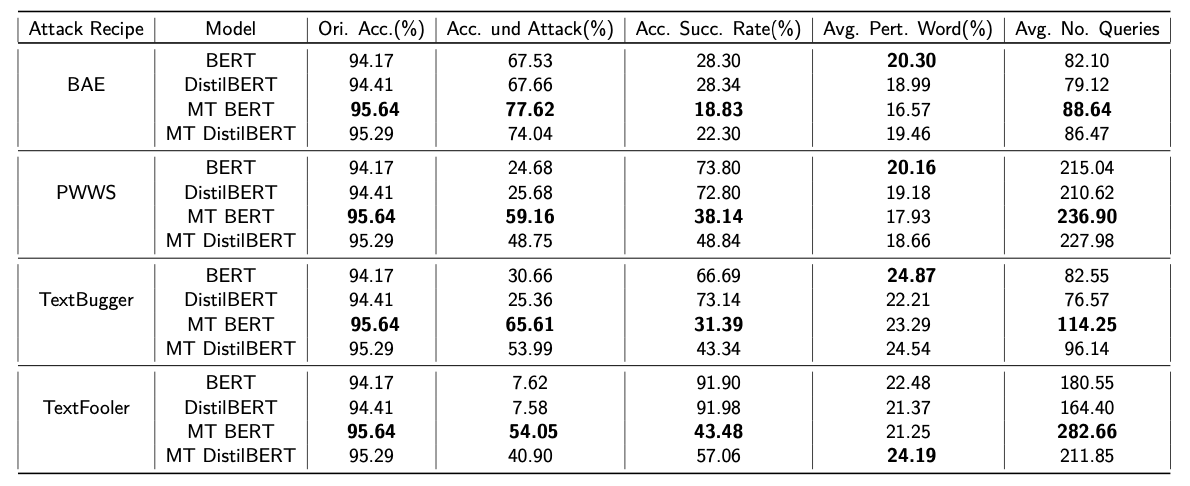 Attack Recipe Model Ori. Acc.(%) Acc. und Attack(%) Acc. Succ. Rate(%) Avg. Pert. Word(%) Avg. No. Queries
BERT 94.17 67.53 28.30 20.30 82.10
BAE DistilBERT 94.41 67.66 28.34 18.99 79.12
MT BERT 95.64 77.62 18.83 16.57 88.64
MT DistilBERT 95.29 74.04 22.30 19.46 86.47
BERT 94.17 24.68 73.80 20.16 215.04
PWWS DistilBERT 94.41 25.68 72.80 19.18 210.62
MT BERT 95.64 59.16 38.14 17.93 236.90
MT DistilBERT 95.29 48.75 48.84 18.66 227.98
BERT 94.17 30.66 66.69 24.87 82.55
TextBugger DistilBERT 94.41 25.36 73.14 22.21 76.57
MT BERT 95.64 65.61 31.39 23.29 114.25
MT DistilBERT 95.29 53.99 43.34 24.54 96.14
BERT 94.17 7.62 91.90 22.48 180.55
TextFooler DistilBERT 94.41 7.58 91.98 21.37 164.40
MT BERT 95.64 54.05 43.48 21.25 282.66
MT DistilBERT 95.29 40.90 57.06 24.19 211.85